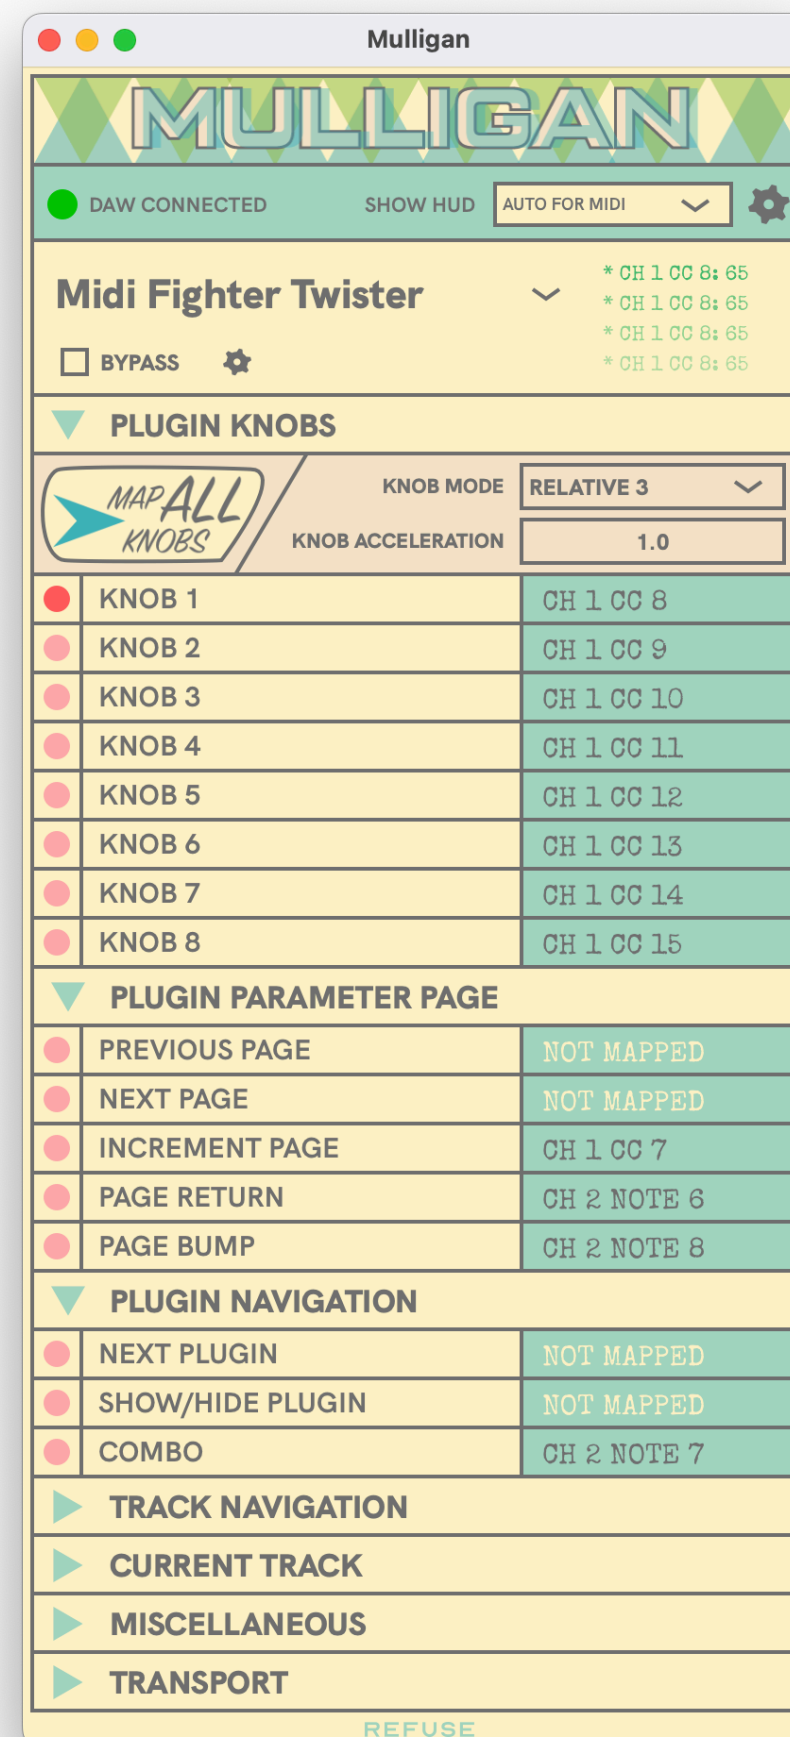 Mulligan
MULLIGAN
DAW CONNECTED SHOW HUD AUTO FOR MIDI
Midi Fighter Twister
* CH 1 CC 8: 65
* CH 1 CC 8: 65
* CH 1 CC 8: 65
* CH 1 CC 8: 65
BYPASS
PLUGIN KNOBS
MAP ALL KNOBS
KNOB MODE RELATIVE 3
KNOB ACCELERATION 1.0
KNOB 1 CH 1 CC 8
KNOB 2 CH 1 CC 9
KNOB 3 CH 1 CC 10
KNOB 4 CH 1 CC 11
KNOB 5 CH 1 CC 12
KNOB 6 CH 1 CC 13
KNOB 7 CH 1 CC 14
KNOB 8 CH 1 CC 15
PLUGIN PARAMETER PAGE
PREVIOUS PAGE NOT MAPPED
NEXT PAGE NOT MAPPED
INCREMENT PAGE CH 1 CC 7
PAGE RETURN CH 2 NOTE 6
PAGE BUMP CH 2 NOTE 8
PLUGIN NAVIGATION
NEXT PLUGIN NOT MAPPED
SHOW/HIDE PLUGIN NOT MAPPED
COMBO CH 2 NOTE 7
TRACK NAVIGATION
CURRENT TRACK
MISCELLANEOUS
TRANSPORT
REFUSE